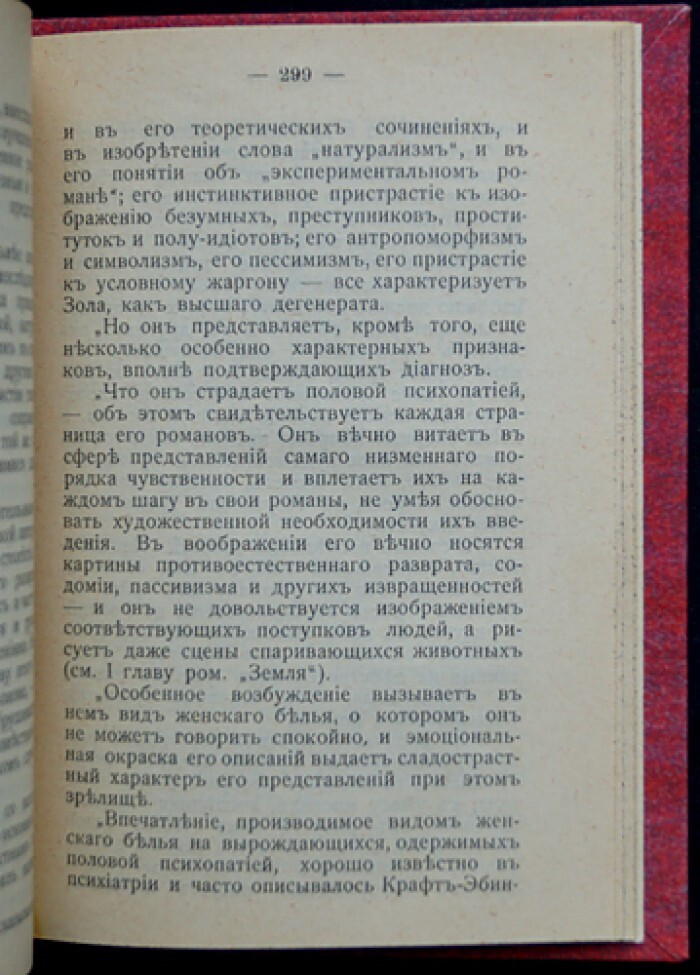 — 299 —
и въ его теоретическихъ сочиненіяхъ, и
въ изобрѣтеніи слова „натурализмъ“, и въ
его понятіи объ „экспериментальномъ ро-
манѣ“; его инстинктивное пристрастіе къ изо-
браженію безумныхъ, преступниковъ, прости-
тутокъ и полу-идіотовъ; его антропоморфизмъ
и символизмъ, его пессимизмъ, его пристрастіе
къ условному жаргону — все характеризуетъ
Зола, какъ высшаго дегенерата.
„Но онъ представляетъ, кромѣ того, еще
нѣсколько особенно характерныхъ призна-
ковъ, вполнѣ подтверждающихъ діагнозъ.
„Что онъ страдаетъ половой психопатіей,
— объ этомъ свидѣтельствуетъ каждая стра-
ница его романовъ. Онъ вѣчно витаетъ въ
сферѣ представленій самаго низменнаго по-
рядка чувственности и вплетаетъ ихъ на ка-
ждомъ шагу въ свои романы, не умѣя обосно-
вать художественной необходимости ихъ вве-
денія. Въ воображеніи его вѣчно носятся
картины противоестественнаго разврата, со-
доміи, пассивизма и другихъ извращенностей
— и онъ не довольствуется изображеніемъ
соотвѣтствующихъ поступковъ людей, а ри-
суетъ даже сцены спаривающихся животныхъ
(см. I главу ром. „Земля“).
„Особенное возбужденіе вызываетъ въ
немъ видъ женскаго бѣлья, о которомъ онъ
не можетъ говорить спокойно, и эмоціональ-
ная окраска его описаній выдаетъ сладостраст-
ный характеръ его представленій при этомъ
зрѣлищѣ.
„Впечатлѣніе, производимое видомъ жен-
скаго бѣлья на вырождающихся, одержимыхъ
половой психопатіей, хорошо извѣстно въ
психіатріи и часто описывалось Крафтъ-Эбин-